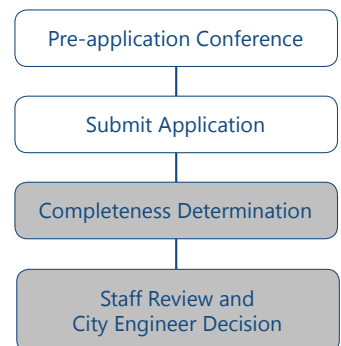 Pre-application Conference
Submit Application
Completeness Determination
Staff Review and
City Engineer Decision